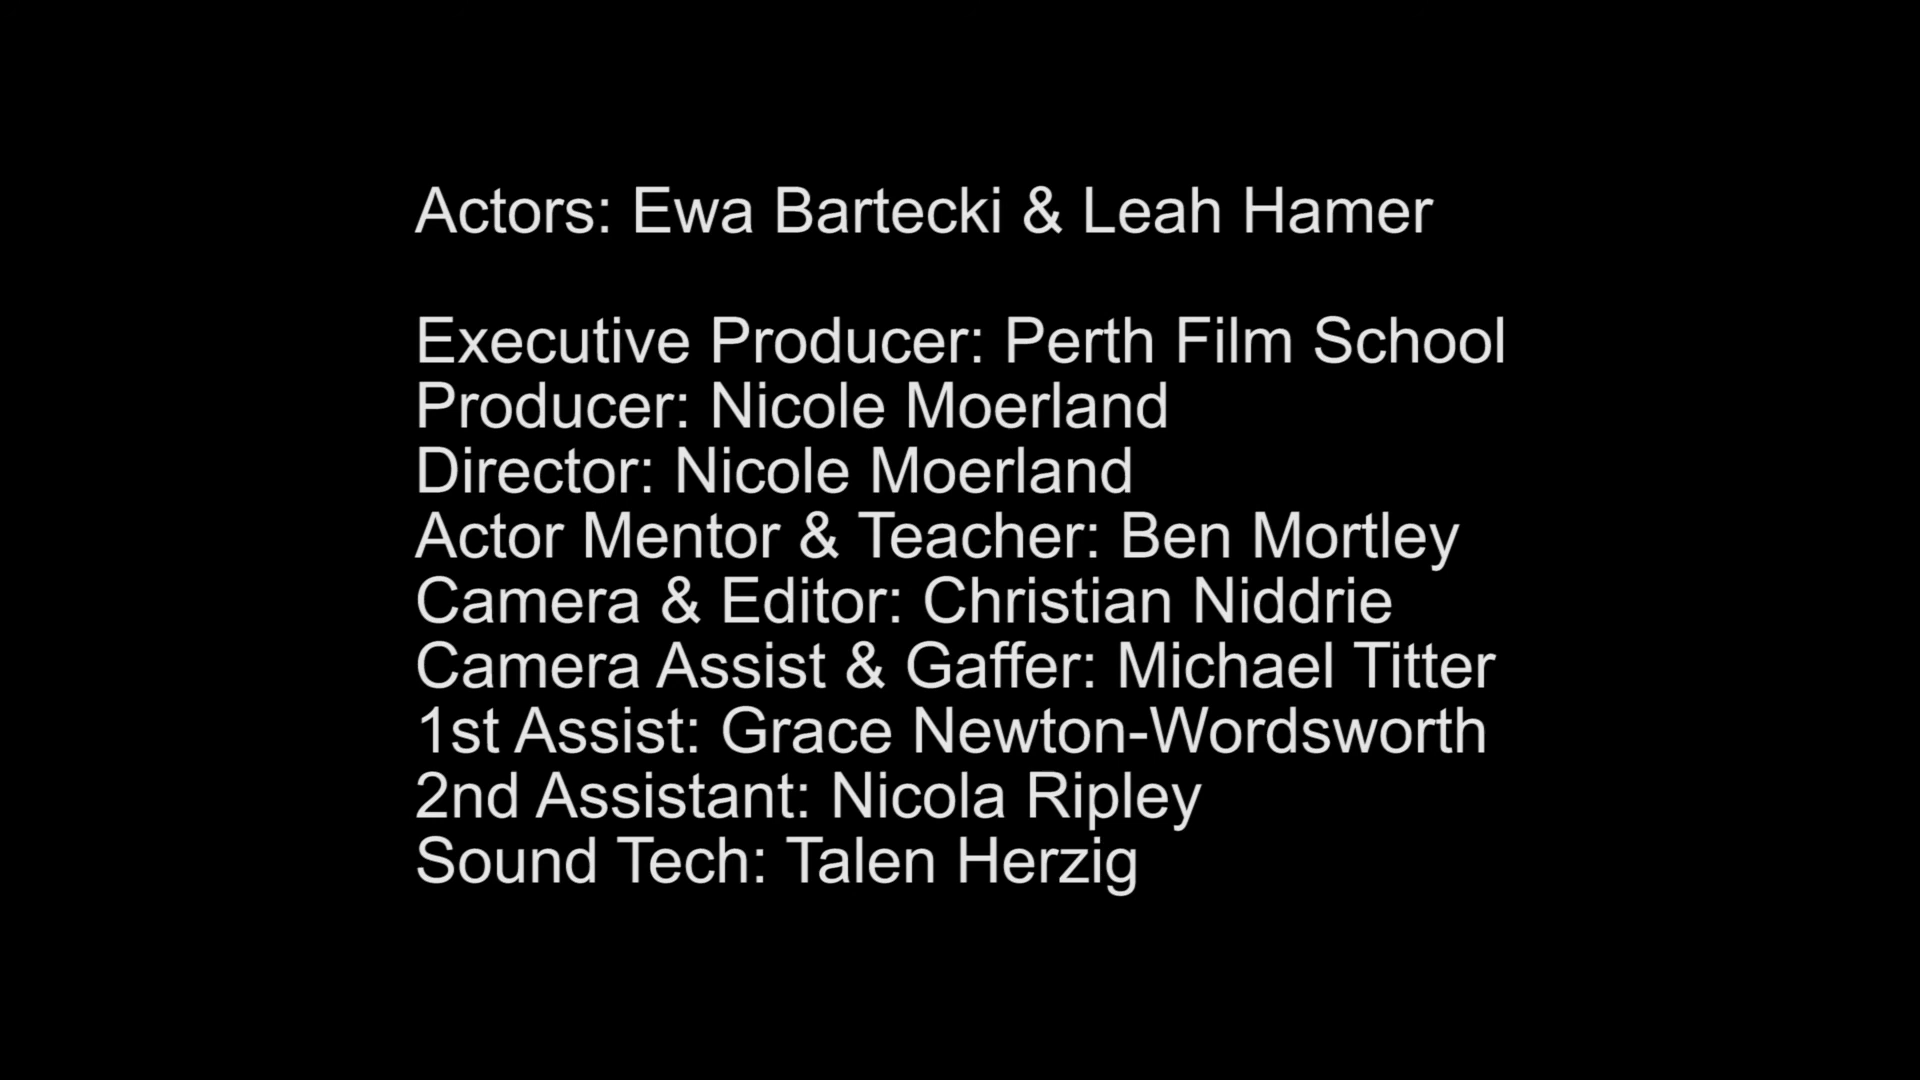 Actors: Ewa Bartecki & Leah Hamer
Executive Producer: Perth Film School
Producer: Nicole Moerland
Director: Nicole Moerland
Actor Mentor & Teacher: Ben Mortley
Camera & Editor: Christian Niddrie
Camera Assist & Gaffer: Michael Titter
1st Assist: Grace Newton-Wordsworth
2nd Assistant: Nicola Ripley
Sound Tech: Talen Herzig